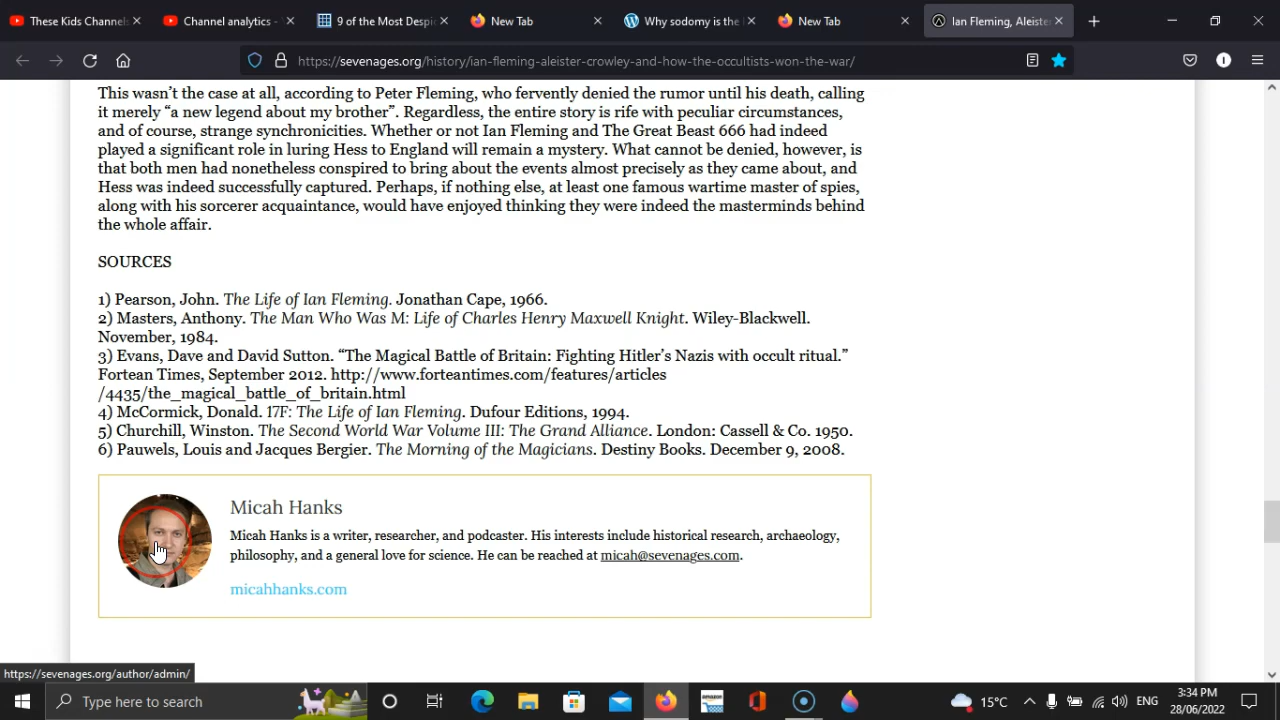 These Kids Channels
Channel analytics -
9 of the Most Despi
New Tab
Why sodomy is the
New Tab
Ian Fleming, Aleiste
https://sevenages.org/history/ian-fleming-aleister-crowley-and-how-the-occultists-won-the-war/
This wasn't the case at all, according to Peter Fleming, who fervently denied the rumor until his death, calling
it merely "a new legend about my brother". Regardless, the entire story is rife with peculiar circumstances,
and of course, strange synchronicities. Whether or not Ian Fleming and The Great Beast 666 had indeed
played a significant role in luring Hess to England will remain a mystery. What cannot be denied, however, is
that both men had nonetheless conspired to bring about the events almost precisely as they came about, and
Hess was indeed successfully captured. Perhaps, if nothing else, at least one famous wartime master of spies,
along with his sorcerer acquaintance, would have enjoyed thinking they were indeed the masterminds behind
the whole affair.
SOURCES
1) Pearson, John. The Life of Ian Fleming. Jonathan Cape, 1966.
2) Masters, Anthony. The Man Who Was M: Life of Charles Henry Maxwell Knight. Wiley-Blackwell.
November, 1984.
3) Evans, Dave and David Sutton. "The Magical Battle of Britain: Fighting Hitler's Nazis with occult ritual."
Fortean Times, September 2012. http://www.forteantimes.com/features/articles
/4435/the_magical_battle_of_britain.html
4) McCormick, Donald. 17F: The Life of Ian Fleming. Dufour Editions, 1994.
5) Churchill, Winston. The Second World War Volume III: The Grand Alliance. London: Cassell & Co. 1950.
6) Pauwels, Louis and Jacques Bergier. The Morning of the Magicians. Destiny Books. December 9, 2008.
Micah Hanks
Micah Hanks is a writer, researcher, and podcaster. His interests include historical research, archaeology,
philosophy, and a general love for science. He can be reached at micah@sevenages.com.
micahhanks.com
https://sevenages.org/author/admin/
Type here to search
15°C
ENG
3:34 PM
28/06/2022